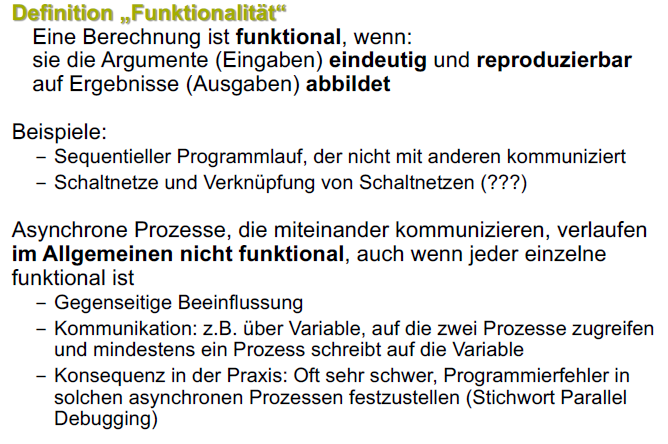 Definition „Funktionalität“
Eine Berechnung ist funktional, wenn:
sie die Argumente (Eingaben) eindeutig und reproduzierbar
auf Ergebnisse (Ausgaben) abbildet
Beispiele:
– Sequentieller Programmlauf, der nicht mit anderen kommuniziert
– Schaltnetze und Verknüpfung von Schaltnetzen (???)
Asynchrone Prozesse, die miteinander kommunizieren, verlaufen
im Allgemeinen nicht funktional, auch wenn jeder einzelne
funktional ist
– Gegenseitige Beeinflussung
– Kommunikation: z.B. über Variable, auf die zwei Prozesse zugreifen
und mindestens ein Prozess schreibt auf die Variable
– Konsequenz in der Praxis: Oft sehr schwer, Programmierfehler in
solchen asynchronen Prozessen festzustellen (Stichwort Parallel
Debugging)